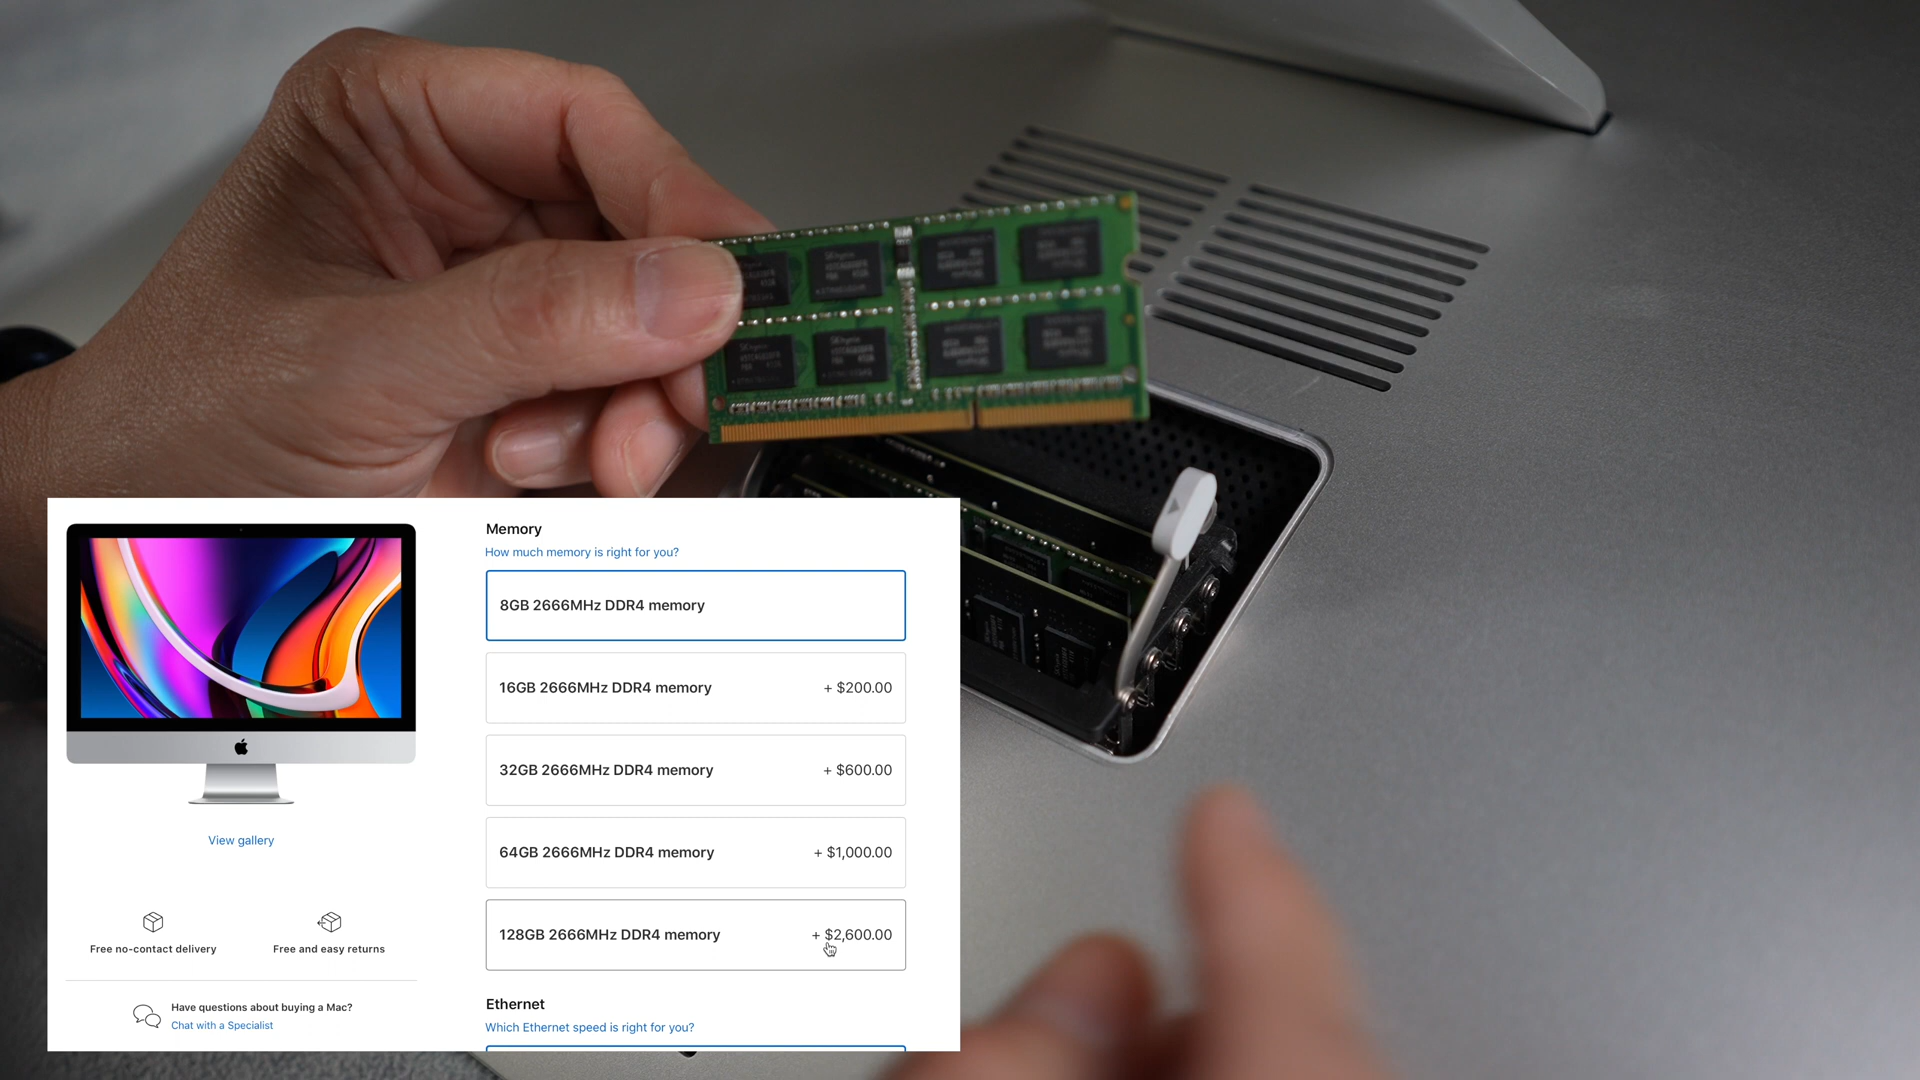 Memory
How much memory is right for you?
8GB 2666MHz DDR4 memory
16GB 2666MHz DDR4 memory + $200.00
32GB 2666MHz DDR4 memory + $600.00
64GB 2666MHz DDR4 memory + $1,000.00
128GB 2666MHz DDR4 memory + $2,600.00
Ethernet
Which Ethernet speed is right for you?
View gallery
Free no-contact delivery
Free and easy returns
Have questions about buying a Mac?
Chat with a Specialist